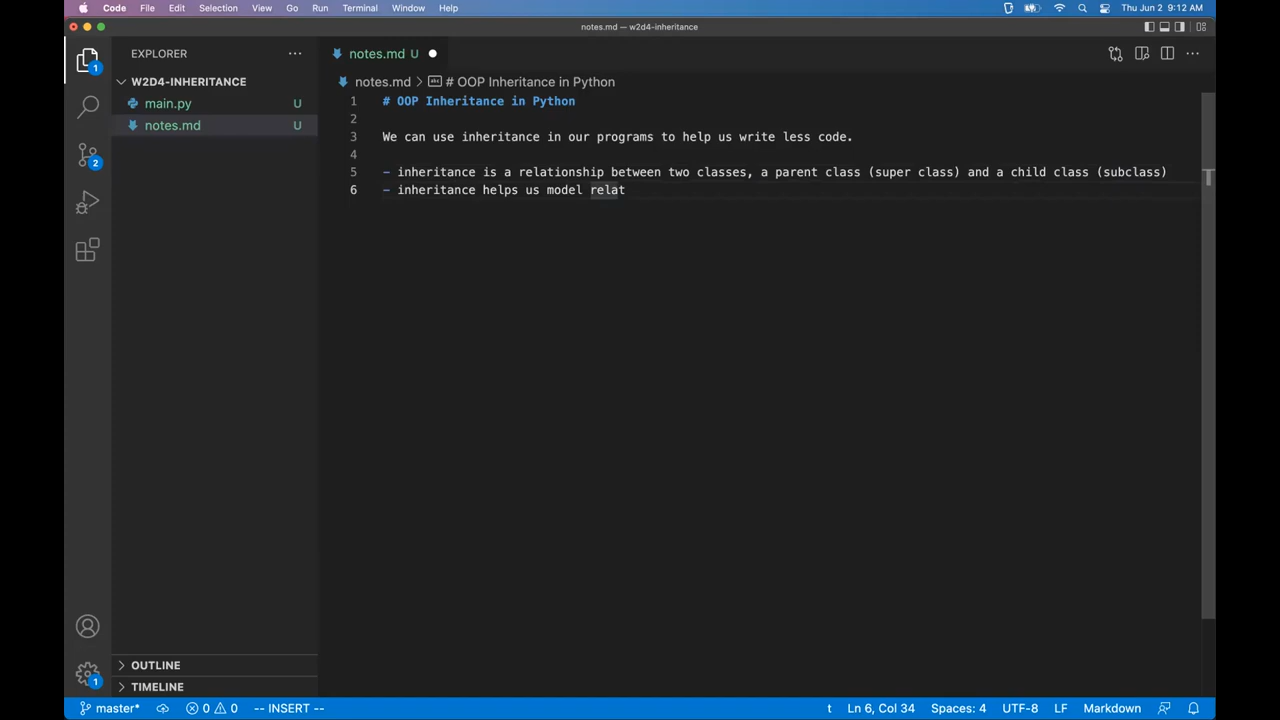 Code File Edit Selection View Go Run Terminal Window Help Thu Jun 2 9:12 AM
notes.md — w2d4-inheritance
EXPLORER
notes.md U
W2D4-INHERITANCE
main.py U
notes.md U
notes.md > # OOP Inheritance in Python
1 # OOP Inheritance in Python
2
3 We can use inheritance in our programs to help us write less code.
4
5 - inheritance is a relationship between two classes, a parent class (super class) and a child class (subclass)
6 - inheritance helps us model relat
1
2
1
OUTLINE
TIMELINE
master* 0 0 -- INSERT -- t Ln 6, Col 34 Spaces: 4 UTF-8 LF Markdown